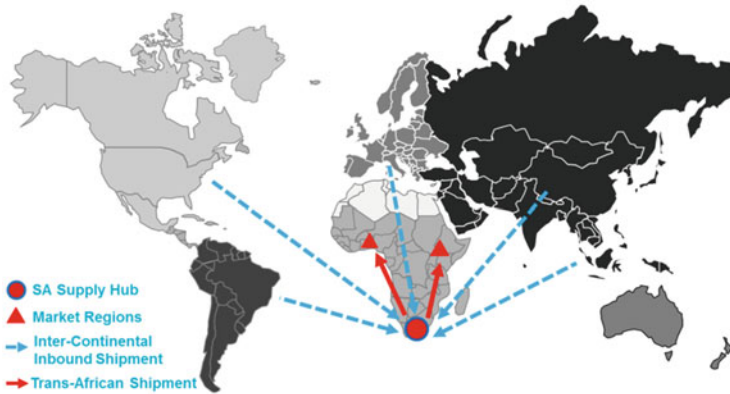 SA Supply Hub
Market Regions
Inter-Continental
Inbound Shipment
Trans-African Shipment